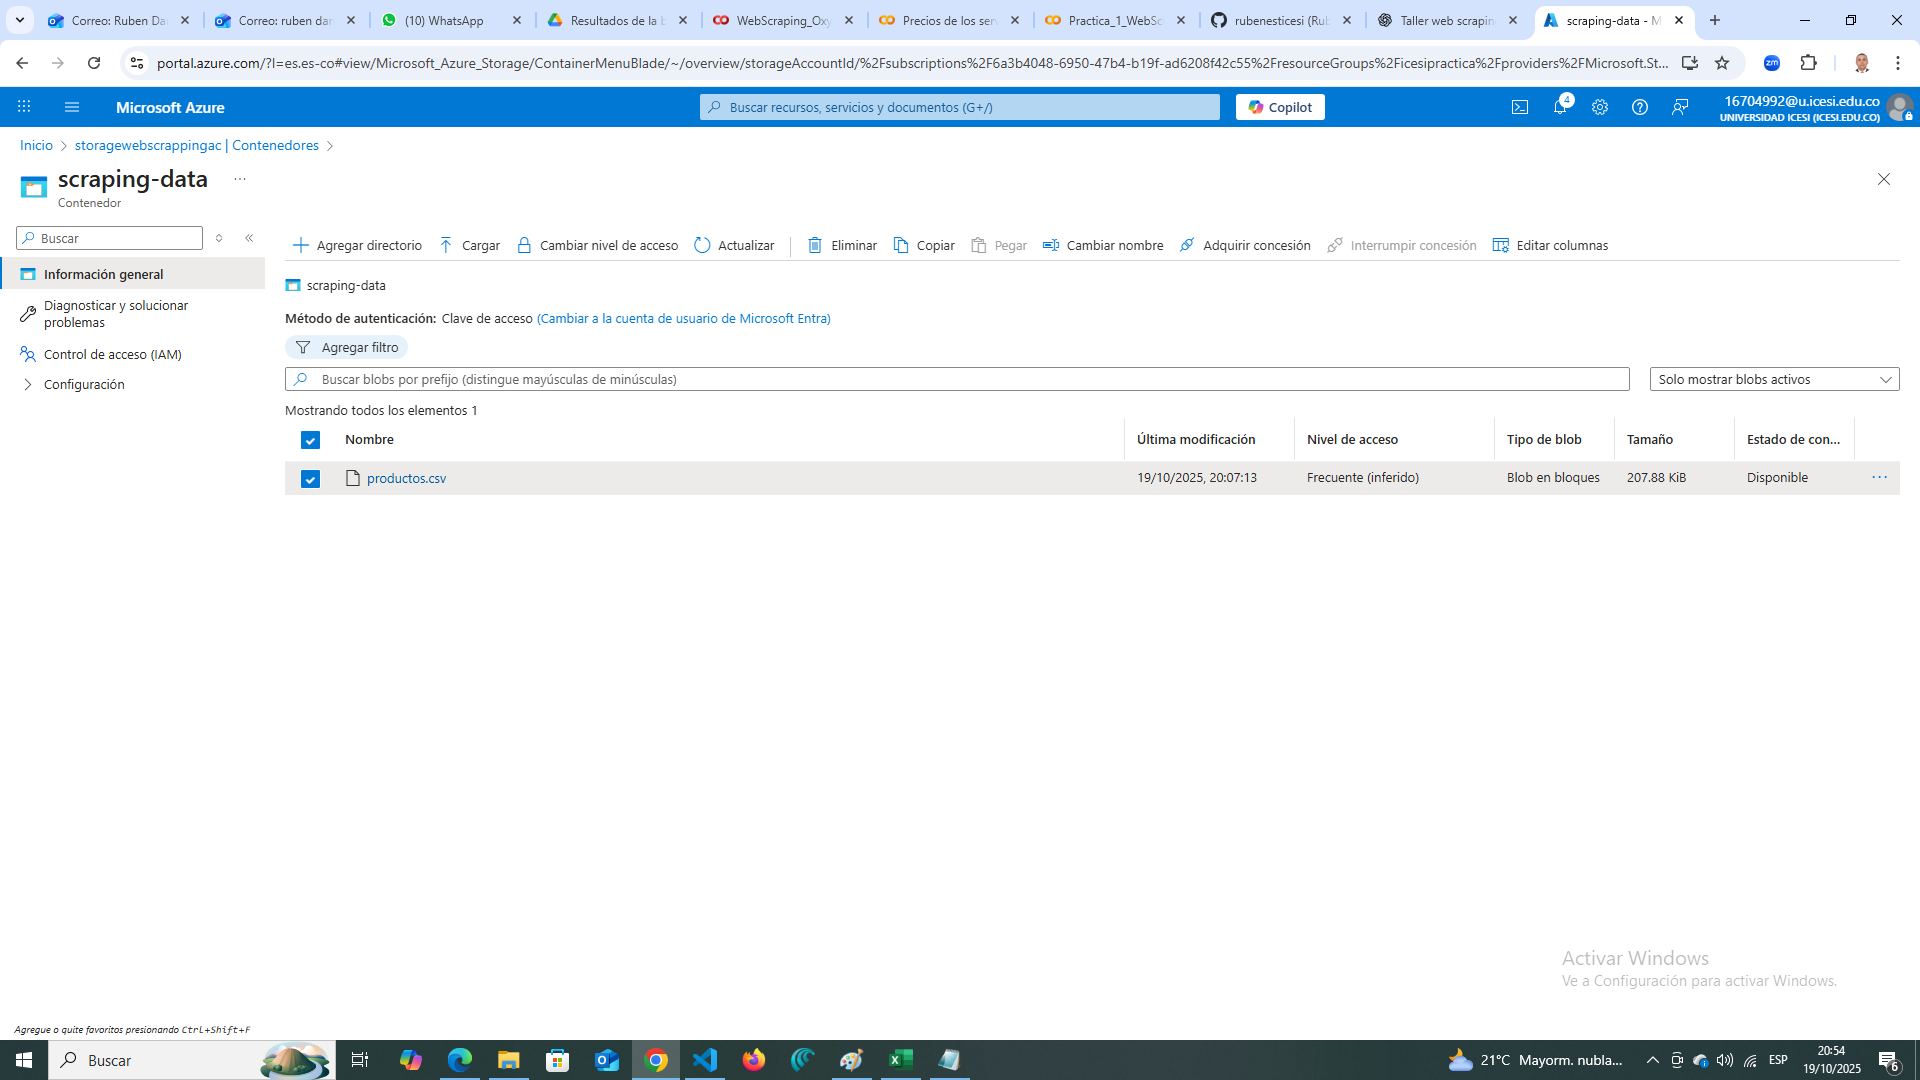 Correo: Ruben Da
Correo: ruben dar
(10) WhatsApp
Resultados de la b
WebScraping_Oxy
Precios de los serv
Practica_1_WebSc
rubenesticesi (Rub
Taller web scraping
scraping-data - M
portal.azure.com/?l=es.es-co#view/Microsoft_Azure_Storage/ContainerMenuBlade/~/overview/storageAccountId/%2Fsubscriptions%2F6a3b4048-6950-47b4-b19f-ad6208f42c55%2FresourceGroups%2Ficesipractica%2Fproviders%2FMicrosoft.St...
zm
Microsoft Azure
Buscar recursos, servicios y documentos (G+/)
Copilot
4
16704992@u.icesi.edu.co
UNIVERSIDAD ICESI (ICESI.EDU.CO)
Inicio
storagewebscrappingac | Contenedores
scraping-data
...
Contenedor
Buscar
Información general
Diagnosticar y solucionar
problemas
Control de acceso (IAM)
Configuración
Agregar directorio
Cargar
Cambiar nivel de acceso
Actualizar
Eliminar
Copiar
Pegar
Cambiar nombre
Adquirir concesión
Interrumpir concesión
Editar columnas
scraping-data
Método de autenticación: Clave de acceso (Cambiar a la cuenta de usuario de Microsoft Entra)
Agregar filtro
Buscar blobs por prefijo (distingue mayúsculas de minúsculas)
Solo mostrar blobs activos
Mostrando todos los elementos 1
Nombre Última modificación Nivel de acceso Tipo de blob Tamaño Estado de con...
productos.csv 19/10/2025, 20:07:13 Frecuente (inferido) Blob en bloques 207.88 KiB Disponible ...
Activar Windows
Ve a Configuración para activar Windows.
Agregue o quite favoritos presionando Ctrl+Shift+F
Buscar
21°C Mayorm. nubla...
ESP
20:54
19/10/2025
6